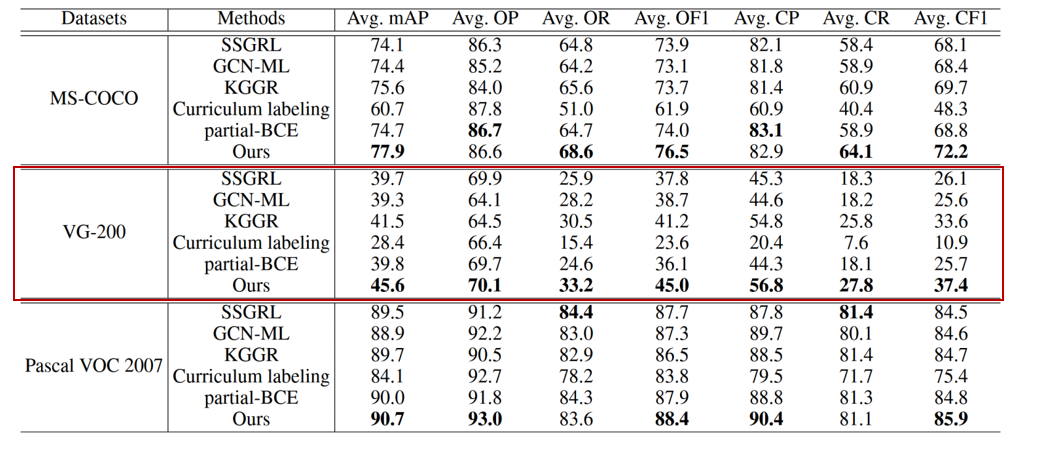 Datasets Methods Avg. mAP Avg. OP Avg. OR Avg. OF1 Avg. CP Avg. CR Avg. CF1
SSGRL 74.1 86.3 64.8 73.9 82.1 58.4 68.1
GCN-ML 74.4 85.2 64.2 73.1 81.8 58.9 68.4
KGGR 75.6 84.0 65.6 73.7 81.4 60.9 69.7
MS-COCO
Curriculum labeling 60.7 87.8 51.0 61.9 60.9 40.4 48.3
partial-BCE 74.7 86.7 64.7 74.0 83.1 58.9 68.8
Ours 77.9 86.6 68.6 76.5 82.9 64.1 72.2
SSGRL 39.7 69.9 25.9 37.8 45.3 18.3 26.1
GCN-ML 39.3 64.1 28.2 38.7 44.6 18.2 25.6
KGGR 41.5 64.5 30.5 41.2 54.8 25.8 33.6
VG-200
Curriculum labeling 28.4 66.4 15.4 23.6 20.4 7.6 10.9
partial-BCE 39.8 69.7 24.6 36.1 44.3 18.1 25.7
Ours 45.6 70.1 33.2 45.0 56.8 27.8 37.4
SSGRL 89.5 91.2 84.4 87.7 87.8 81.4 84.5
GCN-ML 88.9 92.2 83.0 87.3 89.7 80.1 84.6
KGGR 89.7 90.5 82.9 86.5 88.5 81.4 84.7
Pascal VOC 2007
Curriculum labeling 84.1 92.7 78.2 83.8 79.5 71.7 75.4
partial-BCE 90.0 91.8 84.3 87.9 88.8 81.3 84.8
Ours 90.7 93.0 83.6 88.4 90.4 81.1 85.9